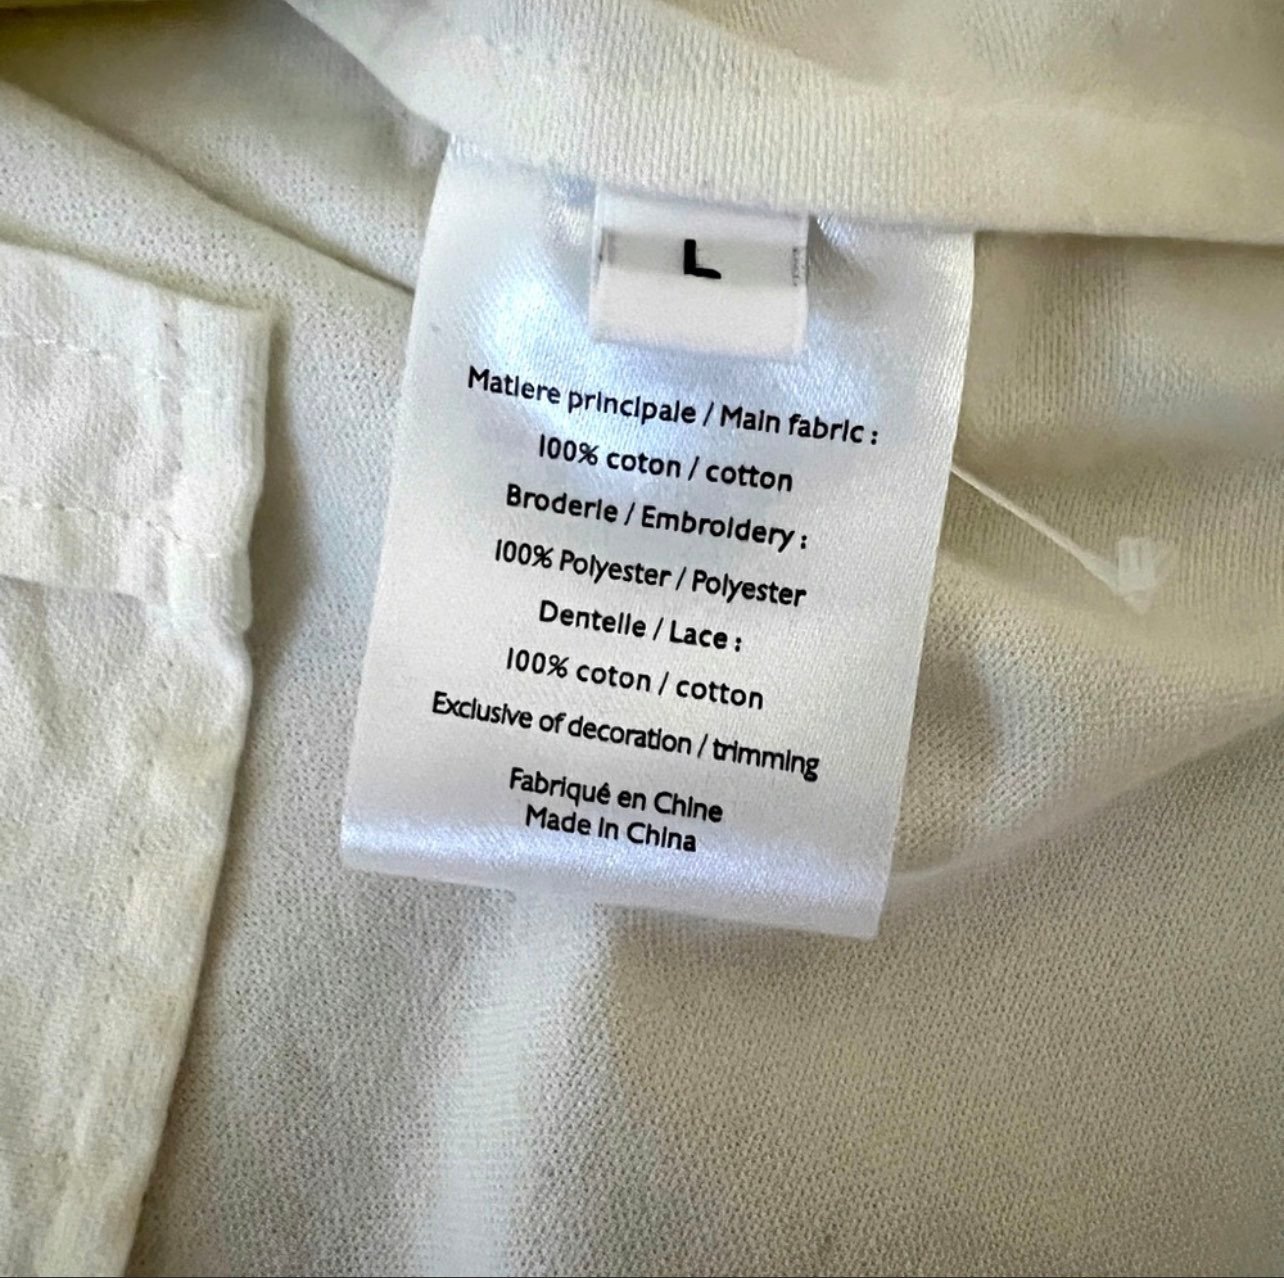 L
Matiere principale / Main fabric :
100% coton / cotton
Broderie / Embroidery :
100% Polyester / Polyester
Dentelle / Lace :
100% coton / cotton
Exclusive of decoration / trimming
Fabriqué en Chine
Made in China